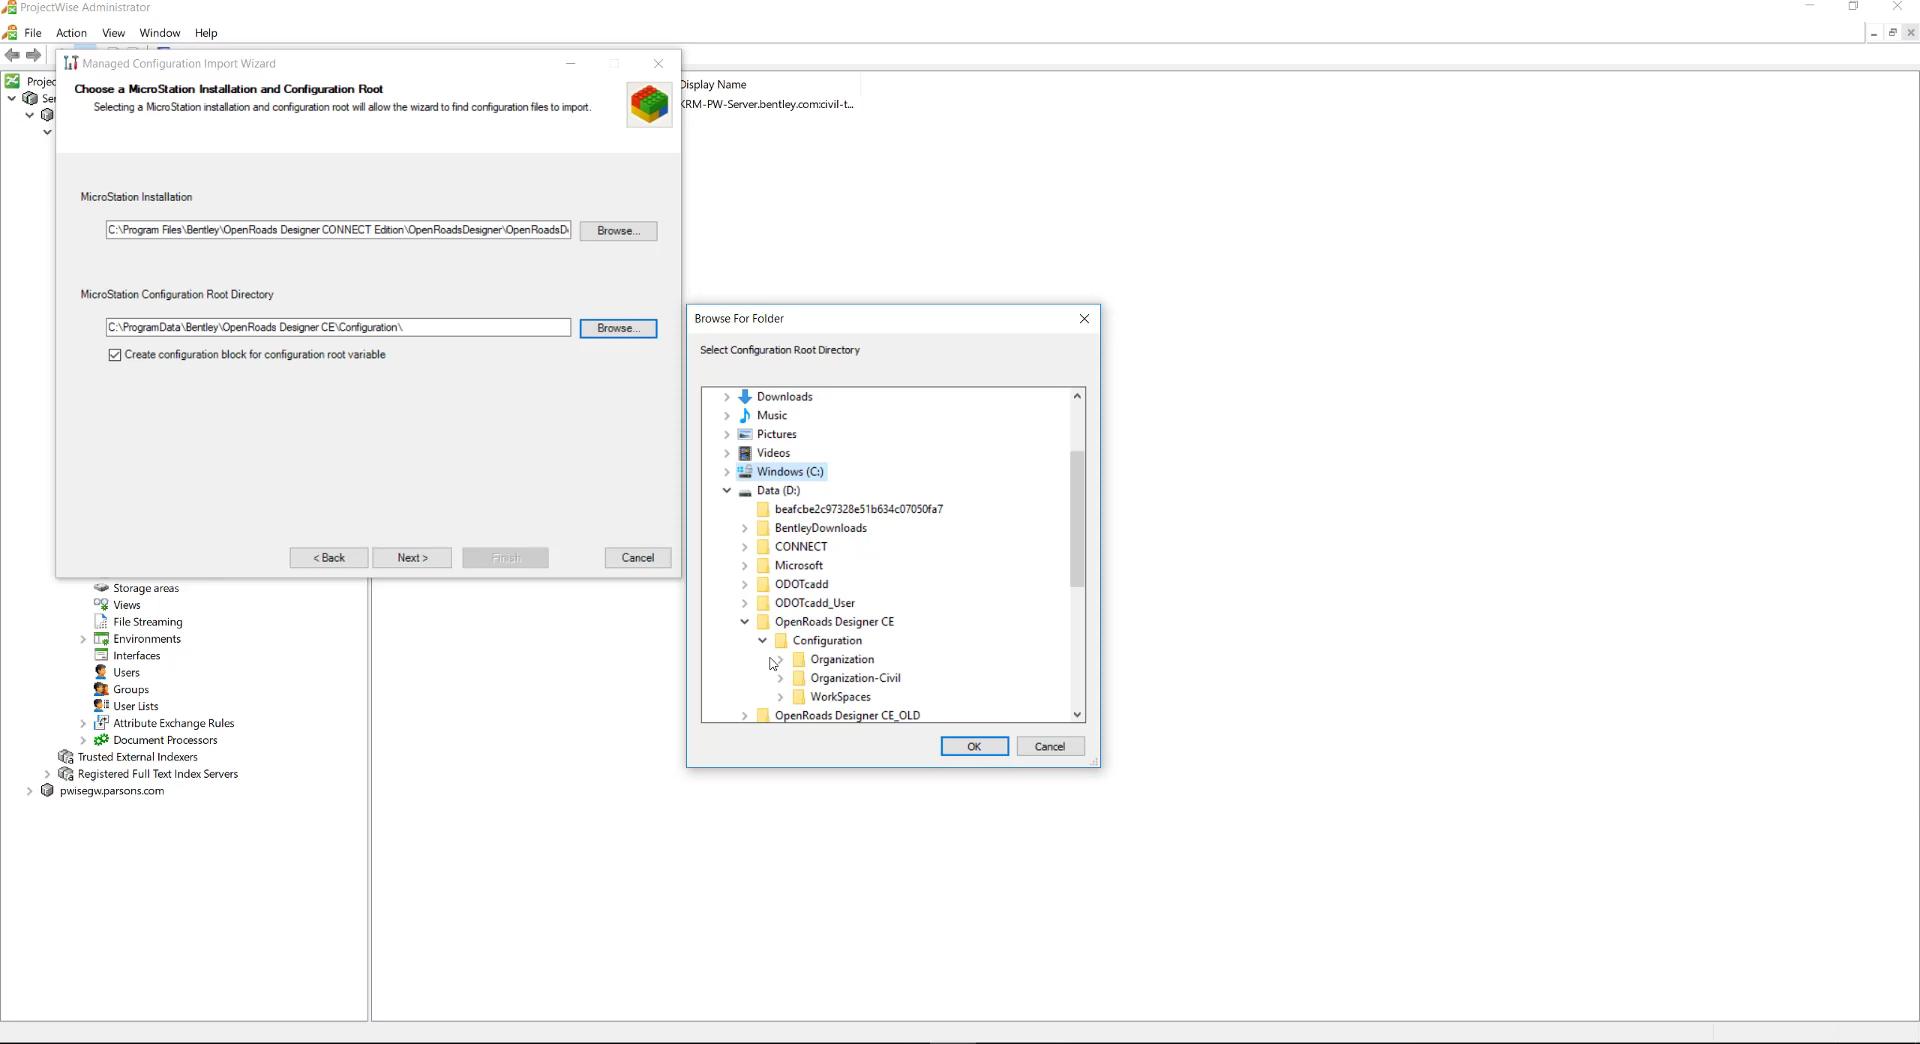 ProjectWise Administrator
File Action View Window Help
Managed Configuration Import Wizard
Choose a MicroStation Installation and Configuration Root
Selecting a MicroStation installation and configuration root will allow the wizard to find configuration files to import.
Display Name
KRM-PW-Server.bentley.com:civil-t...
MicroStation Installation
C:\Program Files\Bentley\OpenRoads Designer CONNECT Edition\OpenRoadsDesigner\OpenRoadsD
Browse...
MicroStation Configuration Root Directory
C:\ProgramData\Bentley\OpenRoads Designer CE\Configuration\
Browse...
Create configuration block for configuration root variable
< Back
Next >
Finish
Cancel
Browse For Folder
Select Configuration Root Directory
Downloads
Music
Pictures
Videos
Windows (C:)
Data (D:)
beafcbe2c97328e51b634c07050fa7
BentleyDownloads
CONNECT
Microsoft
ODOTcadd
ODOTcadd_User
OpenRoads Designer CE
Configuration
Organization
Organization-Civil
WorkSpaces
OpenRoads Designer CE_OLD
OK
Cancel
Storage areas
Views
File Streaming
Environments
Interfaces
Users
Groups
User Lists
Attribute Exchange Rules
Document Processors
Trusted External Indexers
Registered Full Text Index Servers
pwisegw.parsons.com